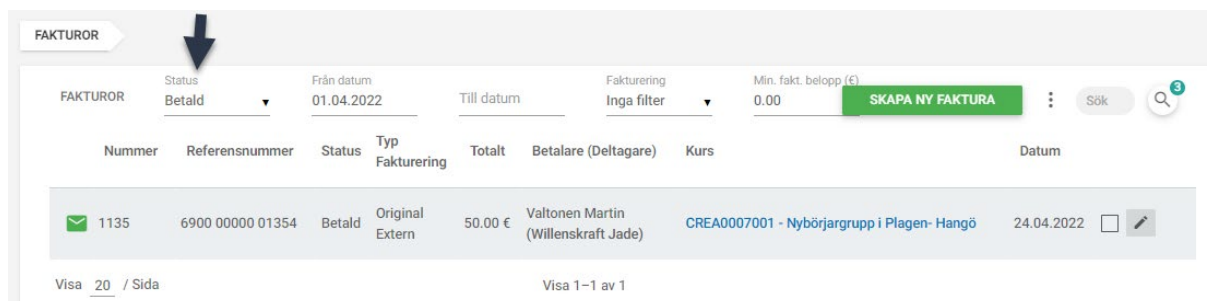 FAKTUROR
Status Från datum Fakturering Min. fakt. belopp (€)
FAKTUROR Betald 01.04.2022 Till datum Inga filter 0.00 SKAPA NY FAKTURA Sök 3
Nummer Referensnummer Status Typ Fakturering Totalt Betalare (Deltagare) Kurs Datum
1135 6900 00000 01354 Betald Original Extern 50.00 € Valtonen Martin (Willenskraft Jade) CREA0007001 - Nybörjargrupp i Plagen- Hangö 24.04.2022
Visa 20 / Sida Visa 1–1 av 1